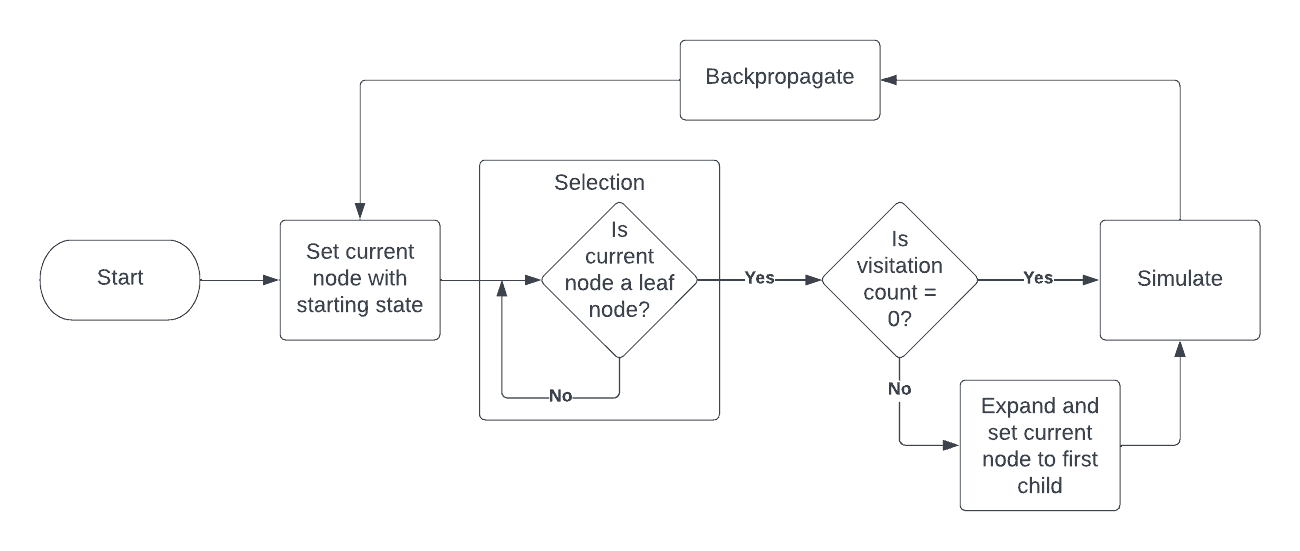 Backpropagate
Selection
Start
Set current
node with
starting state
Is
current
node a leaf
node?
Yes
Is
visitation
count =
0?
Yes
Simulate
No
No
Expand and
set current
node to first
child